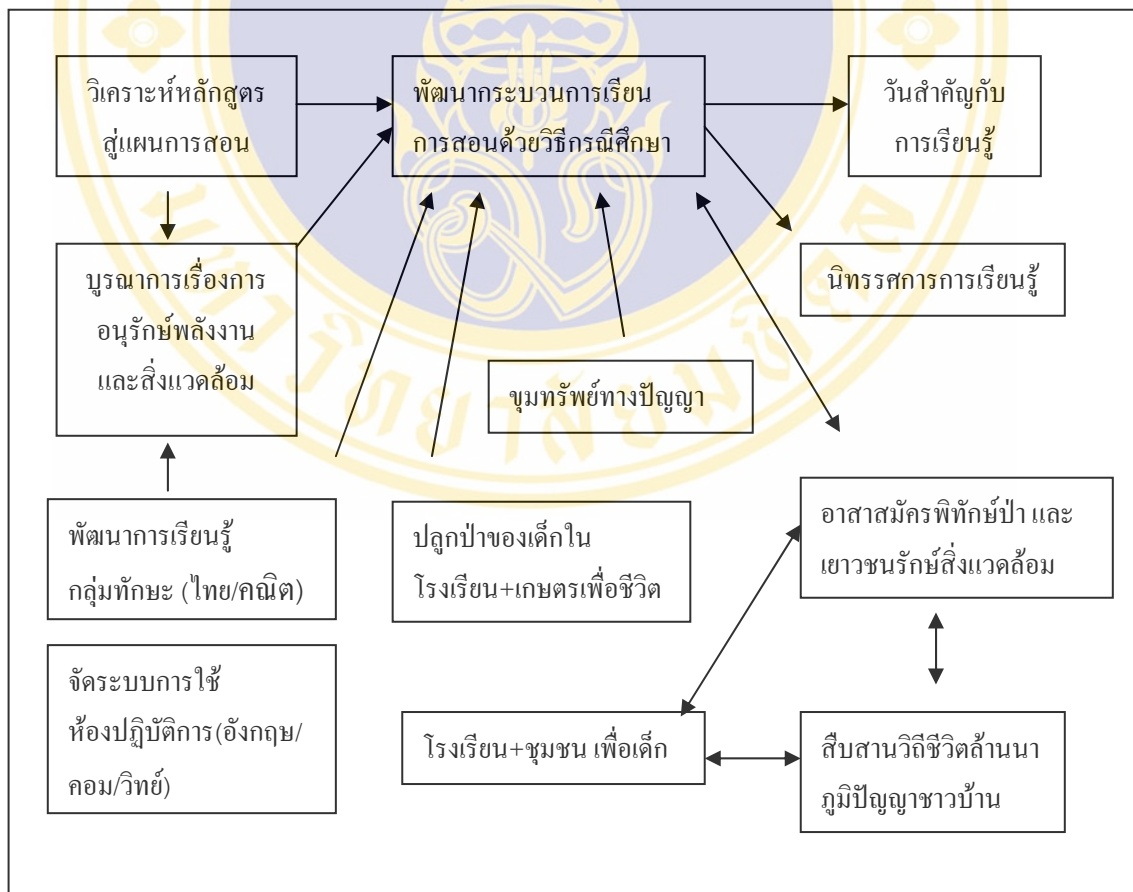 วิเคราะห์หลักสูตร
สู่แผนการสอน
พัฒนากระบวนการเรียน
การสอนด้วยวิธีกรณีศึกษา
วันสำคัญกับ
การเรียนรู้
บูรณาการเรื่องการ
อนุรักษ์พลังงาน
และสิ่งแวดล้อม
นิทรรศการการเรียนรู้
ขุมทรัพย์ทางปัญญา
พัฒนาการเรียนรู้
กลุ่มทักษะ (ไทย/คณิต)
ปลูกป่าของเด็กใน
โรงเรียน+เกษตรเพื่อชีวิต
อาสาสมัครพิทักษ์ป่า และ
เยาวชนรักษ์สิ่งแวดล้อม
จัดระบบการใช้
ห้องปฏิบัติการ(อังกฤษ/
คอม/วิทย์)
โรงเรียน+ชุมชน เพื่อเด็ก
สืบสานวิถีชีวิตล้านนา
ภูมิปัญญาชาวบ้าน
มหาวิทยาลัยมหิดล